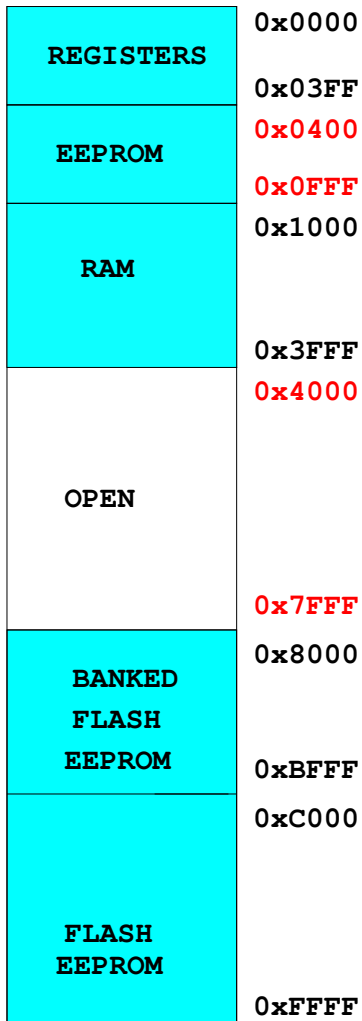 0x0000
REGISTERS
0x03FF
0x0400
EEPROM
0x0FFF
0x1000
RAM
0x3FFF
0x4000
OPEN
0x7FFF
0x8000
BANKED
FLASH
EEPROM
0xBFFF
0xC000
FLASH
EEPROM
0xFFFF